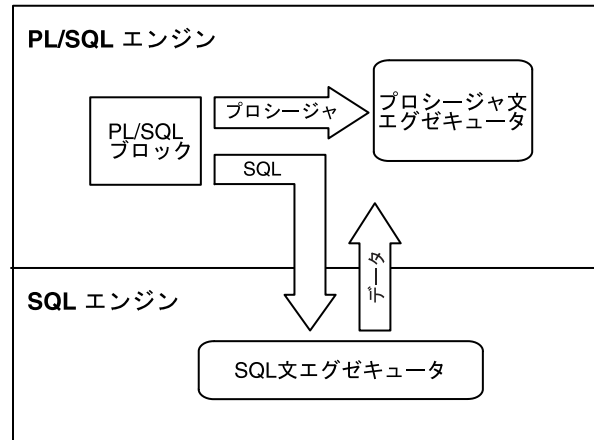 PL/SQL エンジン
PL/SQL
ブロック
プロシージャ
プロシージャ文
エグゼキュータ
SQL
データ
SQL エンジン
SQL文エグゼキュータ